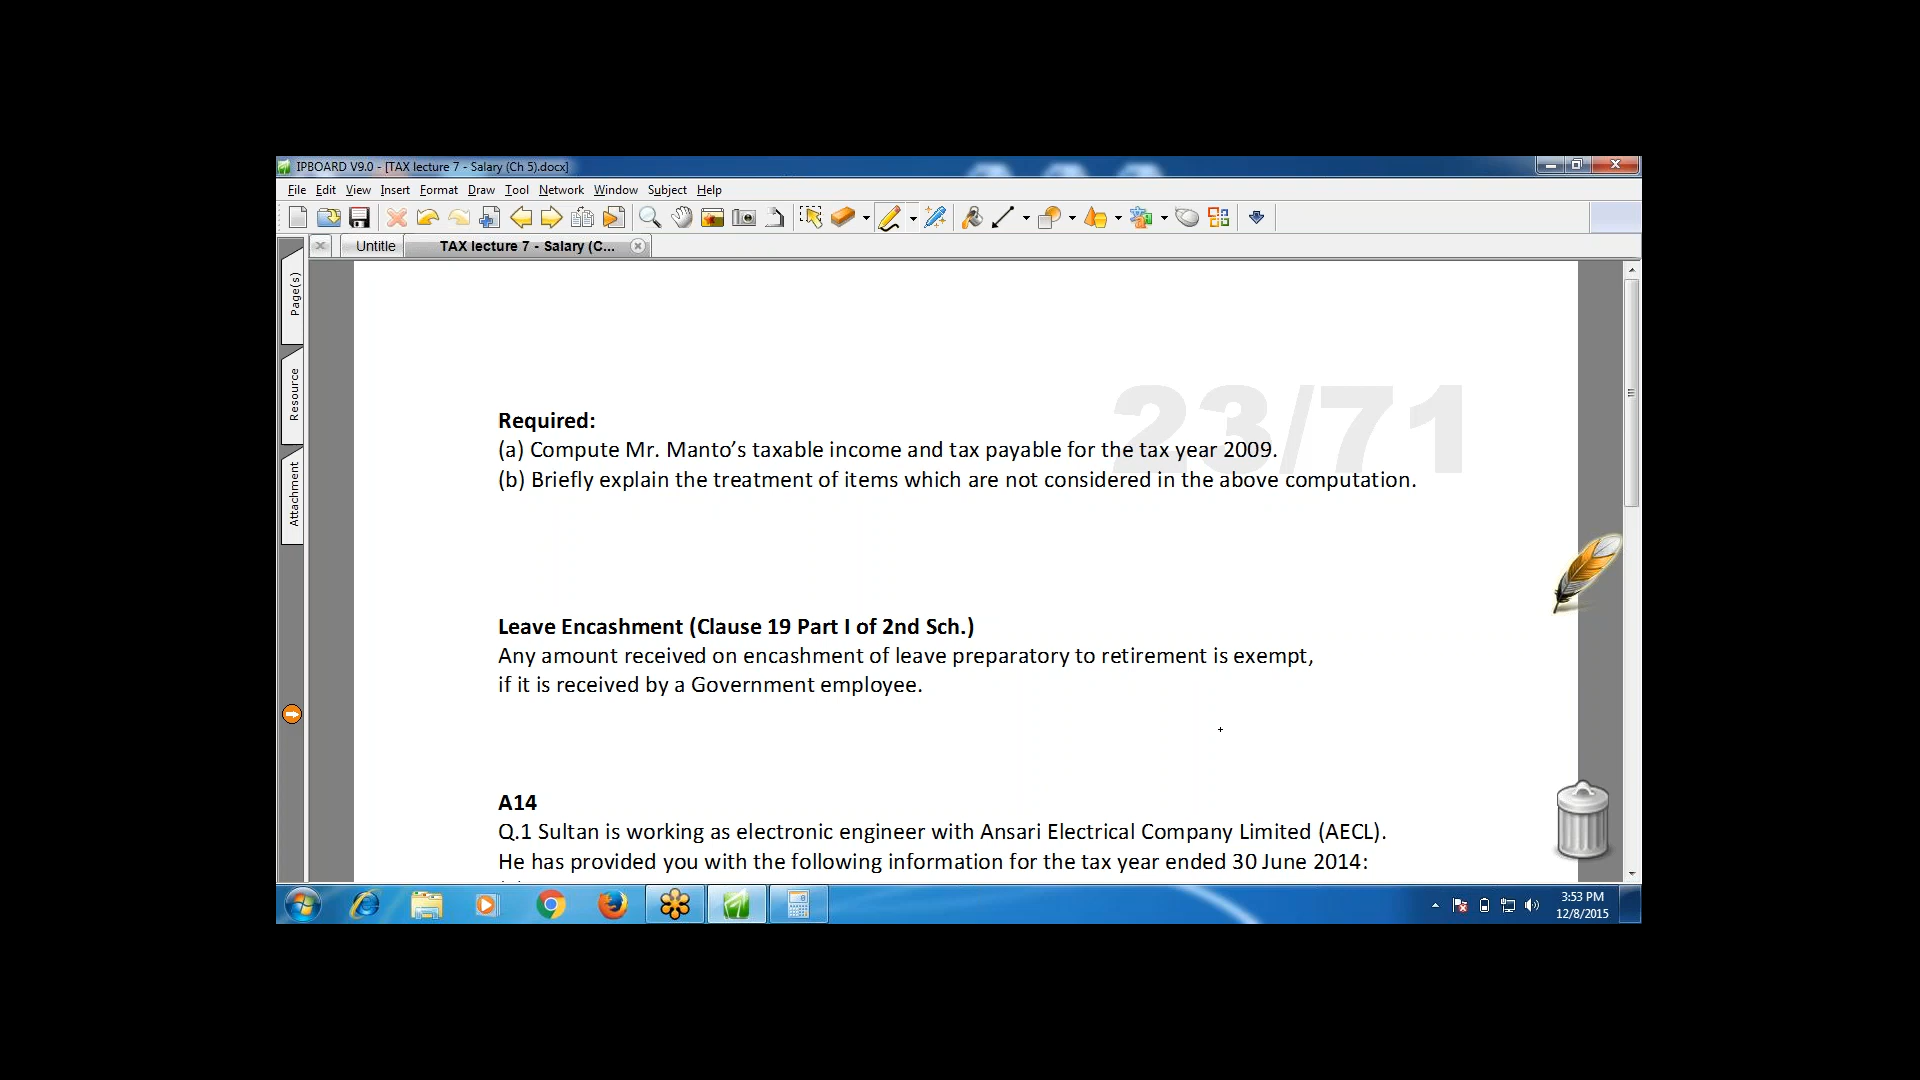 IPBOARD V9.0 - [TAX lecture 7 - Salary (Ch 5).docx]
File Edit View Insert Format Draw Tool Network Window Subject Help
Untitle TAX lecture 7 - Salary (C...
Page(s)
Resource
Attachment
23/71
Required:
(a) Compute Mr. Manto’s taxable income and tax payable for the tax year 2009.
(b) Briefly explain the treatment of items which are not considered in the above computation.
Leave Encashment (Clause 19 Part I of 2nd Sch.)
Any amount received on encashment of leave preparatory to retirement is exempt,
if it is received by a Government employee.
A14
Q.1 Sultan is working as electronic engineer with Ansari Electrical Company Limited (AECL).
He has provided you with the following information for the tax year ended 30 June 2014:
3:53 PM
12/8/2015